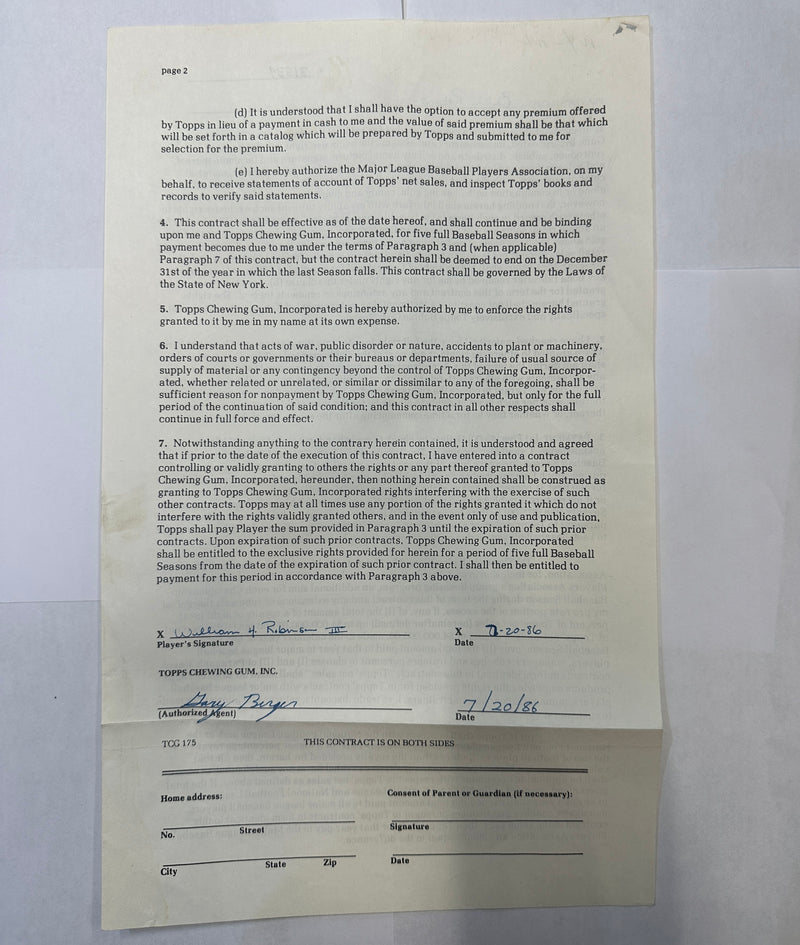 page 2
(d) It is understood that I shall have the option to accept any premium offered
by Topps in lieu of a payment in cash to me and the value of said premium shall be that which
will be set forth in a catalog which will be prepared by Topps and submitted to me for
selection for the premium.
(e) I hereby authorize the Major League Baseball Players Association, on my
behalf, to receive statements of account of Topps' net sales, and inspect Topps' books and
records to verify said statements.
4. This contract shall be effective as of the date hereof, and shall continue and be binding
upon me and Topps Chewing Gum, Incorporated, for five full Baseball Seasons in which
payment becomes due to me under the terms of Paragraph 3 and (when applicable)
Paragraph 7 of this contract, but the contract herein shall be deemed to end on the December
31st of the year in which the last Season falls. This contract shall be governed by the Laws of
the State of New York.
5. Topps Chewing Gum, Incorporated is hereby authorized by me to enforce the rights
granted to it by me in my name at its own expense.
6. I understand that acts of war, public disorder or nature, accidents to plant or machinery,
orders of courts or governments or their bureaus or departments, failure of usual source of
supply of material or any contingency beyond the control of Topps Chewing Gum, Incorpor-
ated, whether related or unrelated, or similar or dissimilar to any of the foregoing, shall be
sufficient reason for nonpayment by Topps Chewing Gum, Incorporated, but only for the full
period of the continuation of said condition; and this contract in all other respects shall
continue in full force and effect.
7. Notwithstanding anything to the contrary herein contained, it is understood and agreed
that if prior to the date of the execution of this contract, I have entered into a contract
controlling or validly granting to others the rights or any part thereof granted to Topps
Chewing Gum, Incorporated, hereunder, then nothing herein contained shall be construed as
granting to Topps Chewing Gum, Incorporated rights interfering with the exercise of such
other contracts. Topps may at all times use any portion of the rights granted it which do not
interfere with the rights validly granted others, and in the event only of use and publication,
Topps shall pay Player the sum provided in Paragraph 3 until the expiration of such prior
contracts. Upon expiration of such prior contracts, Topps Chewing Gum, Incorporated
shall be entitled to the exclusive rights provided for herein for a period of five full Baseball
Seasons from the date of the expiration of such prior contract. I shall then be entitled to
payment for this period in accordance with Paragraph 3 above.
X William H. Robinson III X 7-20-86
Player's Signature Date
TOPPS CHEWING GUM, INC.
Gary Berger 7/20/86
(Authorized Agent) Date
TCG 175 THIS CONTRACT IS ON BOTH SIDES
Home address: Consent of Parent or Guardian (if necessary):
No. Street Signature
City State Zip Date